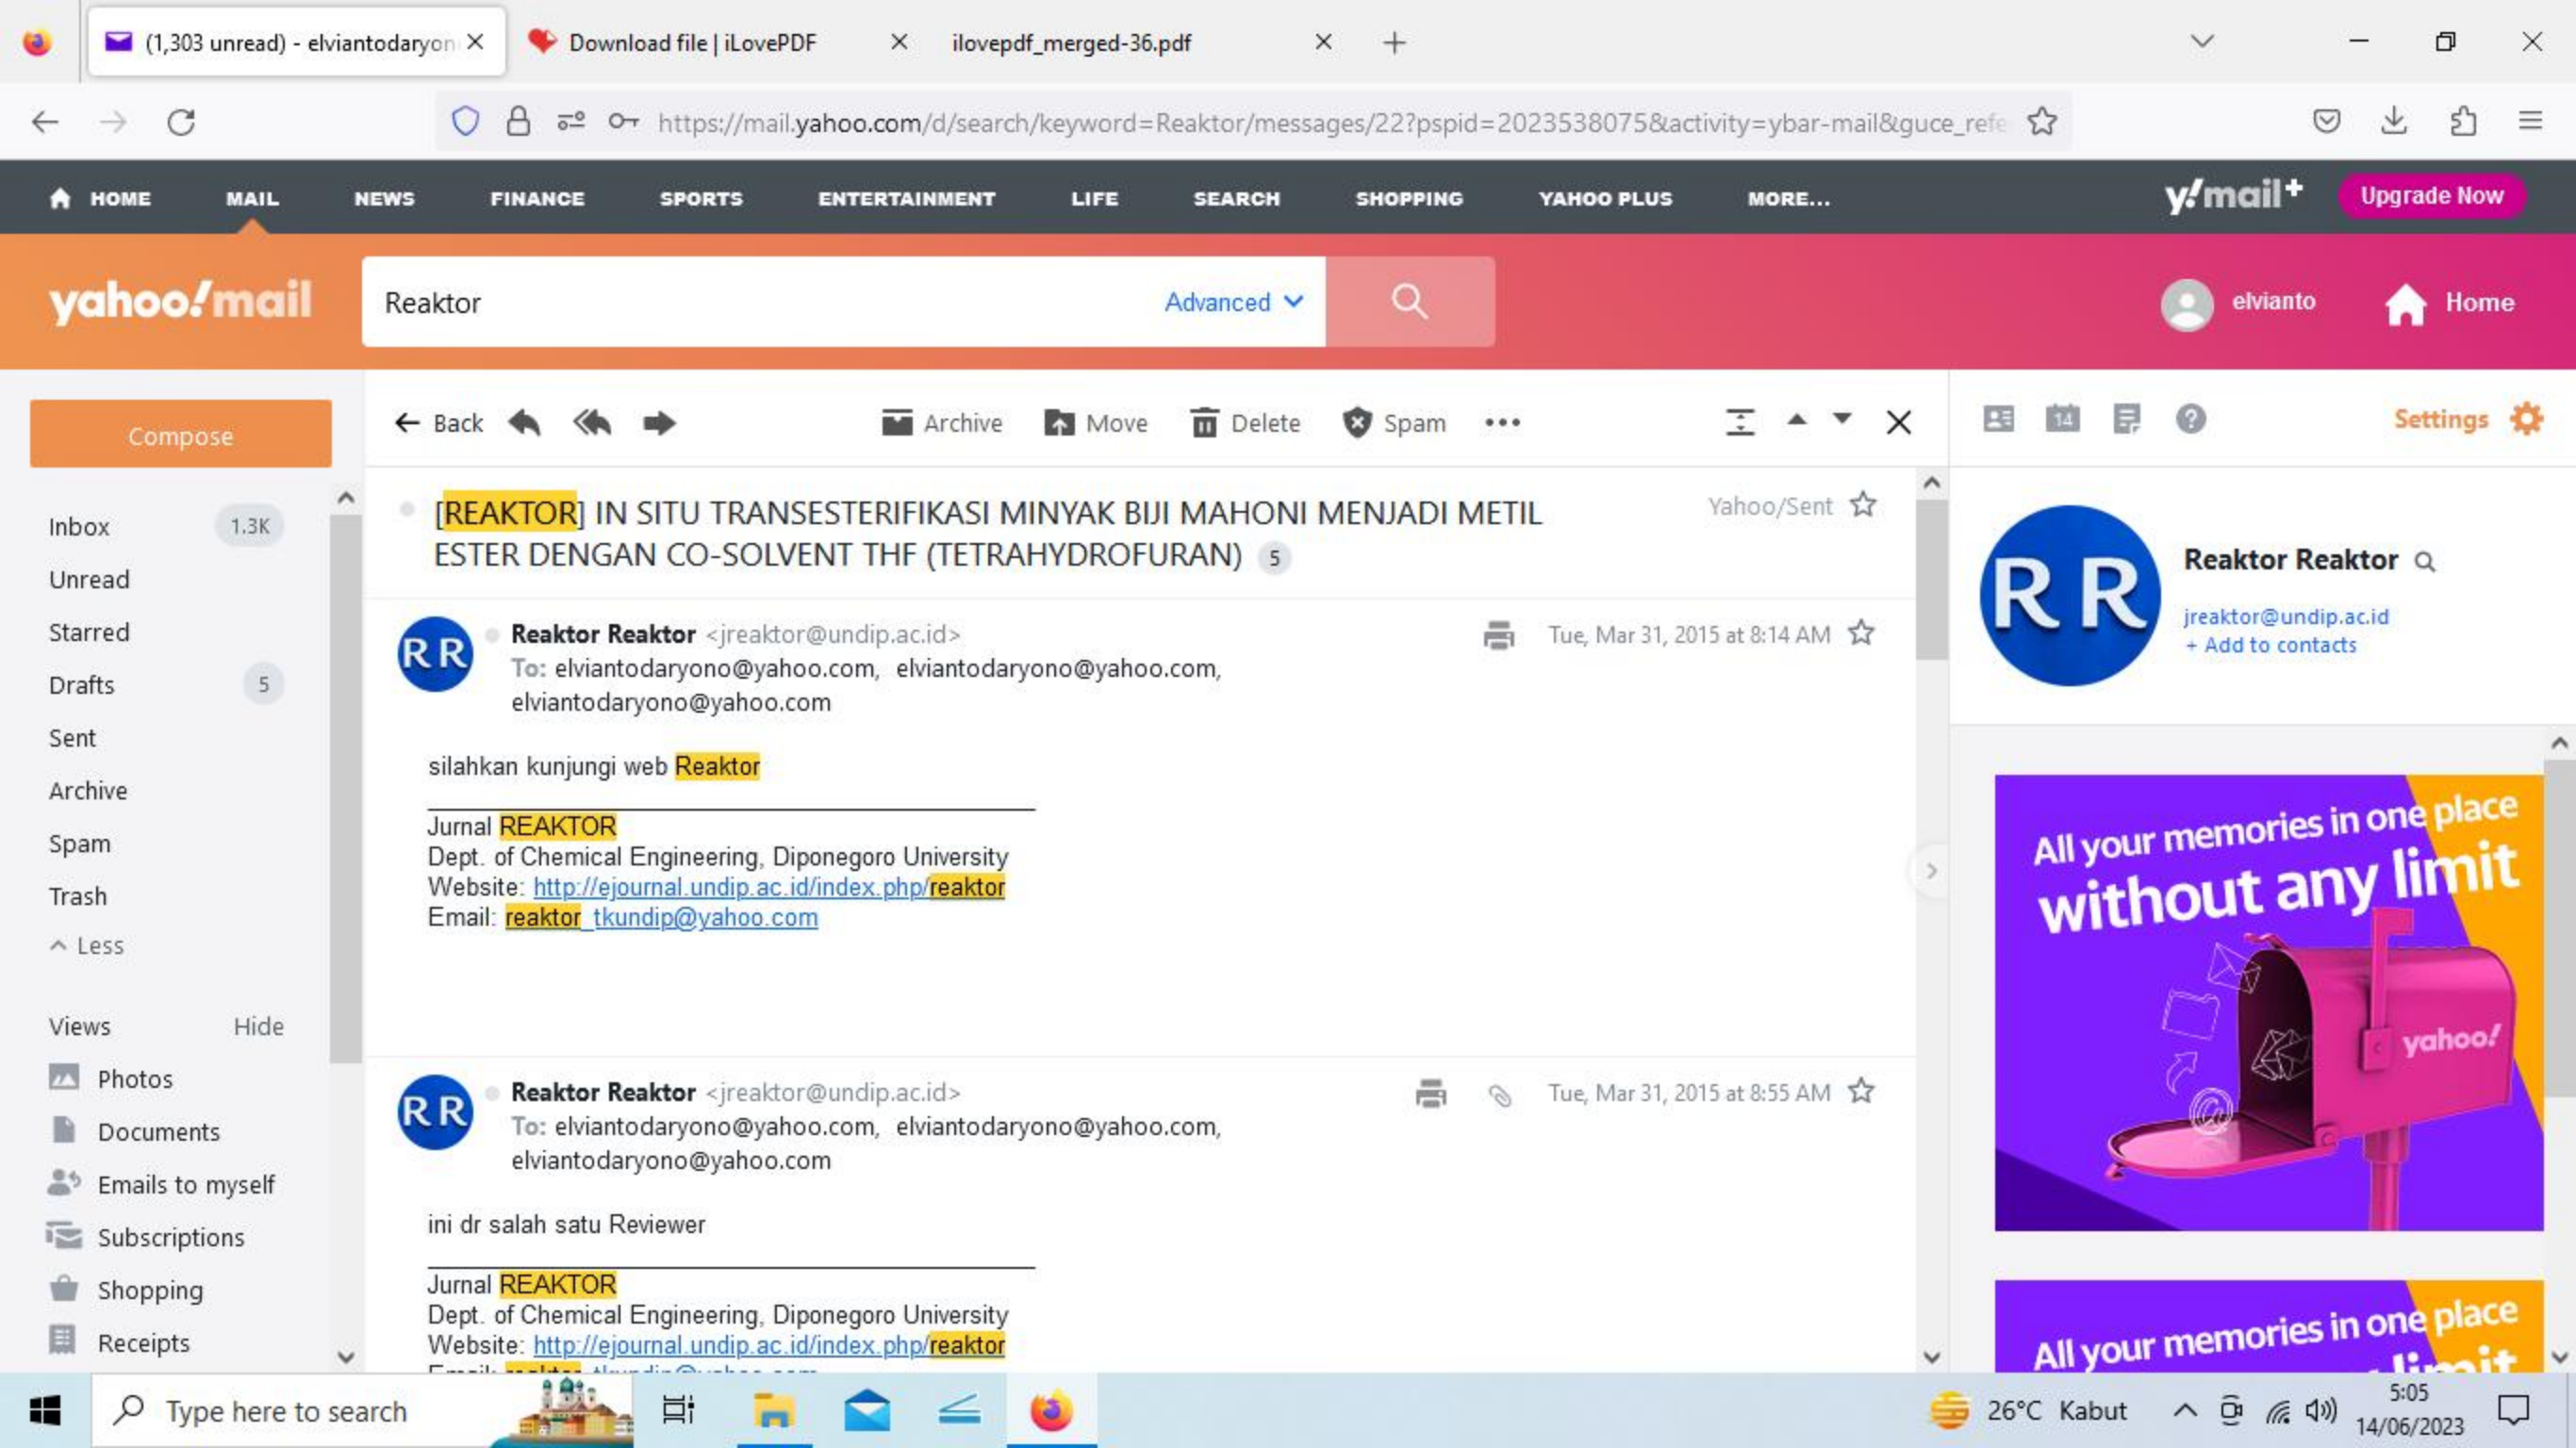 (1,303 unread) - elviantodaryon
Download file | iLovePDF
ilovepdf_merged-36.pdf
https://mail.yahoo.com/d/search/keyword=Reaktor/messages/22?pspid=2023538075&activity=ybar-mail&guce_refe
HOME MAIL NEWS FINANCE SPORTS ENTERTAINMENT LIFE SEARCH SHOPPING YAHOO PLUS MORE... y!mail+ Upgrade Now
yahoo!mail Reaktor Advanced elvianto Home
Compose
Back Archive Move Delete Spam ••• 14 Settings
Inbox 1.3K
Unread
Starred
Drafts 5
Sent
Archive
Spam
Trash
Less
Views Hide
Photos
Documents
Emails to myself
Subscriptions
Shopping
Receipts
[REAKTOR] IN SITU TRANSESTERIFIKASI MINYAK BIJI MAHONI MENJADI METIL Yahoo/Sent
ESTER DENGAN CO-SOLVENT THF (TETRAHYDROFURAN) 5
RR Reaktor Reaktor <jreaktor@undip.ac.id> Tue, Mar 31, 2015 at 8:14 AM
To: elviantodaryono@yahoo.com, elviantodaryono@yahoo.com,
elviantodaryono@yahoo.com
silahkan kunjungi web Reaktor
Jurnal REAKTOR
Dept. of Chemical Engineering, Diponegoro University
Website: http://ejournal.undip.ac.id/index.php/reaktor
Email: reaktor_tkundip@yahoo.com
RR Reaktor Reaktor <jreaktor@undip.ac.id> Tue, Mar 31, 2015 at 8:55 AM
To: elviantodaryono@yahoo.com, elviantodaryono@yahoo.com,
elviantodaryono@yahoo.com
ini dr salah satu Reviewer
Jurnal REAKTOR
Dept. of Chemical Engineering, Diponegoro University
Website: http://ejournal.undip.ac.id/index.php/reaktor
RR Reaktor Reaktor
jreaktor@undip.ac.id
+ Add to contacts
All your memories in one place
without any limit
yahoo!
All your memories in one place
limit
Type here to search
26°C Kabut
5:05
14/06/2023